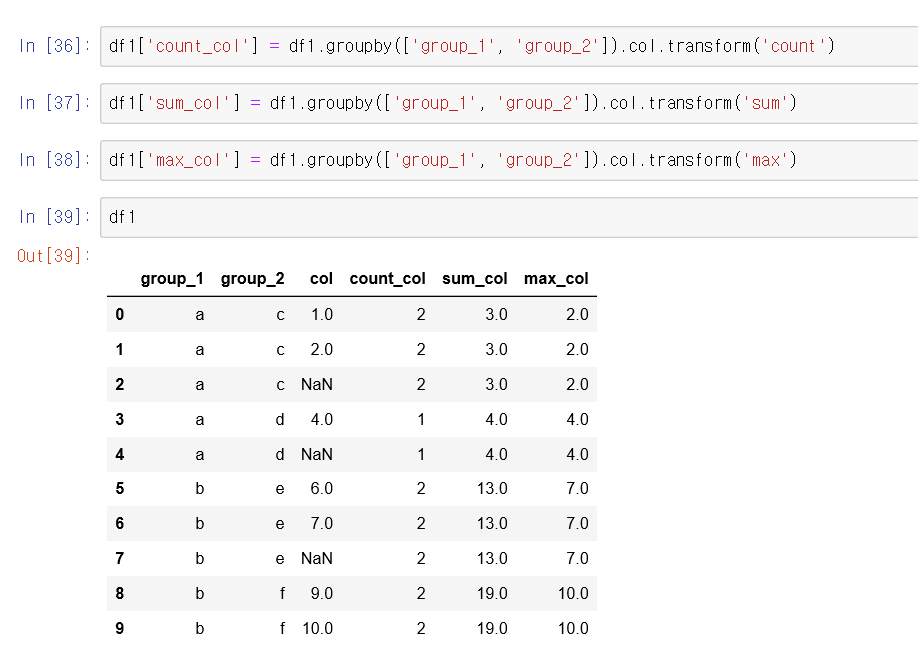 In [36]: df1['count_col'] = df1.groupby(['group_1', 'group_2']).col.transform('count')
In [37]: df1['sum_col'] = df1.groupby(['group_1', 'group_2']).col.transform('sum')
In [38]: df1['max_col'] = df1.groupby(['group_1', 'group_2']).col.transform('max')
In [39]: df1
Out[39]:
group_1 group_2 col count_col sum_col max_col
0 a c 1.0 2 3.0 2.0
1 a c 2.0 2 3.0 2.0
2 a c NaN 2 3.0 2.0
3 a d 4.0 1 4.0 4.0
4 a d NaN 1 4.0 4.0
5 b e 6.0 2 13.0 7.0
6 b e 7.0 2 13.0 7.0
7 b e NaN 2 13.0 7.0
8 b f 9.0 2 19.0 10.0
9 b f 10.0 2 19.0 10.0